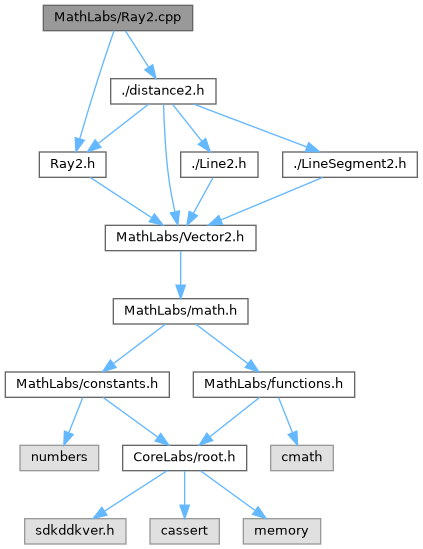 MathLabs/Ray2.cpp
./distance2.h
Ray2.h
./Line2.h
./LineSegment2.h
MathLabs/Vector2.h
MathLabs/math.h
MathLabs/constants.h
MathLabs/functions.h
numbers
CoreLabs/root.h
cmath
sdkddkver.h
cassert
memory